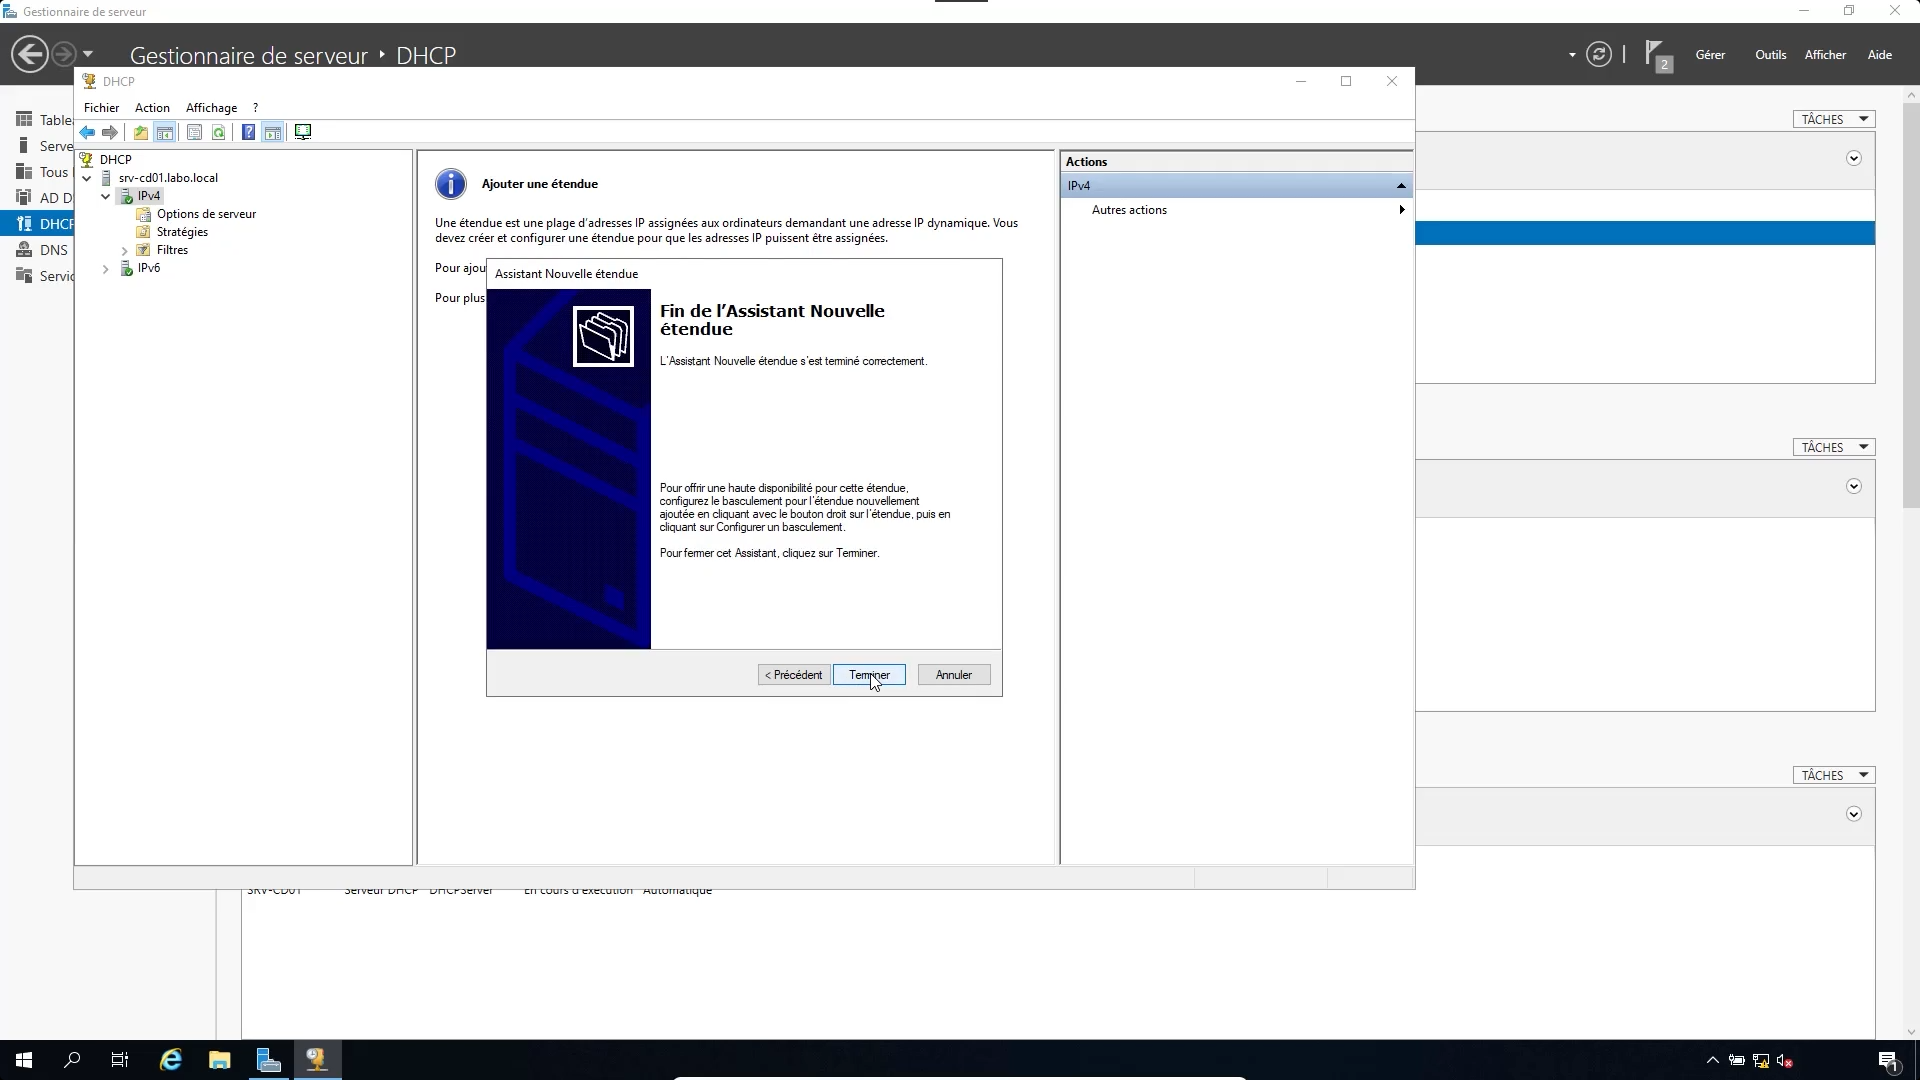 Gestionnaire de serveur
Gestionnaire de serveur ‣ DHCP
2
Gérer
Outils
Afficher
Aide
DHCP
Fichier
Action
Affichage
?
Table
Serve
Tous
AD D
DHCP
DNS
Servic
DHCP
srv-cd01.labo.local
IPv4
Options de serveur
Stratégies
Filtres
IPv6
Ajouter une étendue
Une étendue est une plage d'adresses IP assignées aux ordinateurs demandant une adresse IP dynamique. Vous
devez créer et configurer une étendue pour que les adresses IP puissent être assignées.
Pour ajou
Pour plus
Assistant Nouvelle étendue
Fin de l'Assistant Nouvelle
étendue
L'Assistant Nouvelle étendue s'est terminé correctement.
Pour offrir une haute disponibilité pour cette étendue,
configurez le basculement pour l'étendue nouvellement
ajoutée en cliquant avec le bouton droit sur l'étendue, puis en
cliquant sur Configurer un basculement.
Pour fermer cet Assistant, cliquez sur Terminer.
< Précédent
Terminer
Annuler
Actions
IPv4
Autres actions
TÂCHES
TÂCHES
TÂCHES
SRV-CD01 Serveur DHCP DHCPServer En cours d'exécution Automatique
1